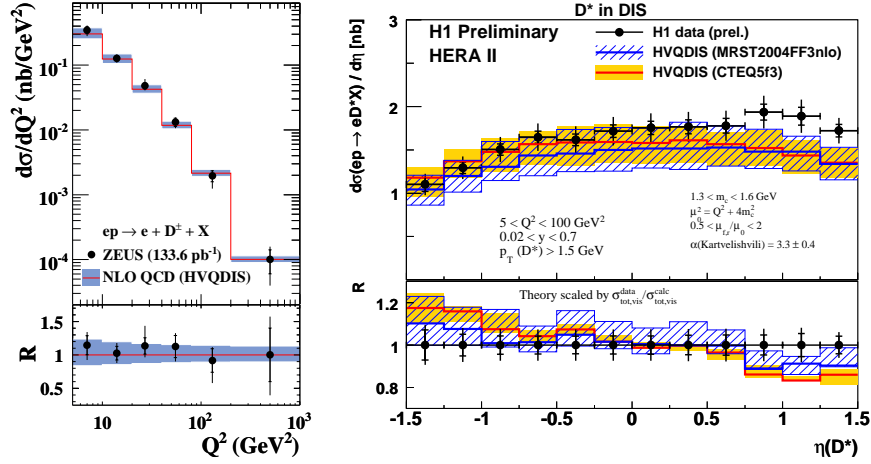 dσ/dQ² (nb/GeV²)
10⁻¹
10⁻²
10⁻³
10⁻⁴
ep → e + D± + X
ZEUS (133.6 pb⁻¹)
NLO QCD (HVQDIS)
R
1.5
1
0.5
10
10²
10³
Q² (GeV²)
D* in DIS
dσ(ep → eD*X) / dη [nb]
3
2
1
H1 Preliminary
HERA II
H1 data (prel.)
HVQDIS (MRST2004FF3nlo)
HVQDIS (CTEQ5f3)
5 < Q² < 100 GeV²
0.02 < y < 0.7
p_T (D*) > 1.5 GeV
1.3 < m_c < 1.6 GeV
μ₀² = Q² + 4m_c²
0.5 < μ_f,r/μ₀ < 2
α(Kartvelishvili) = 3.3 ± 0.4
R
1.2
1
0.8
Theory scaled by σ^data_tot,vis/σ^calc_tot,vis
-1.5
-1
-0.5
0
0.5
1
1.5
η(D*)